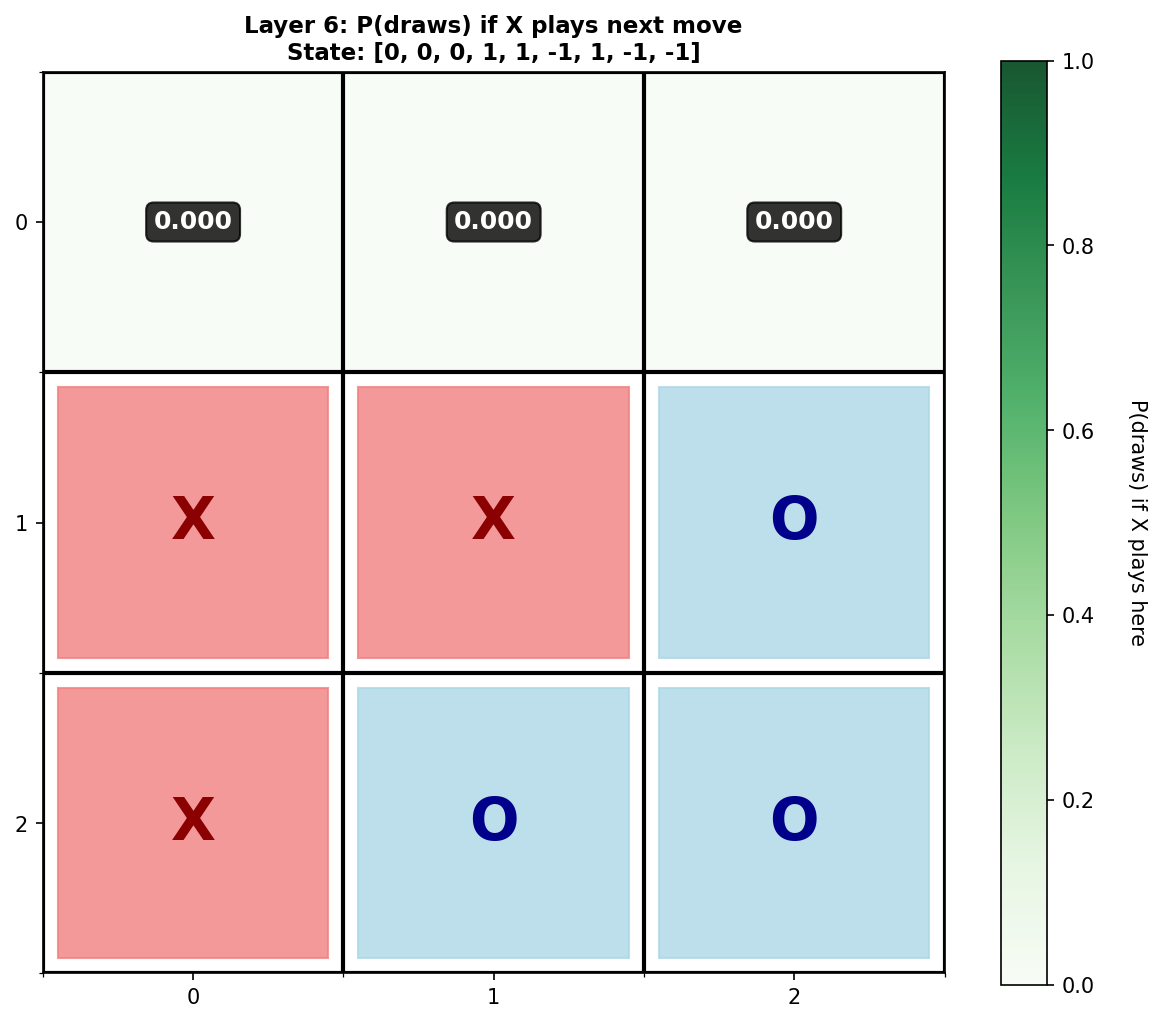 Layer 6: P(draws) if X plays next move
State: [0, 0, 0, 1, 1, -1, 1, -1, -1]
0
0.000 0.000 0.000
1
X X O
2
X O O
0 1 2
1.0
0.8
0.6
0.4
0.2
0.0
P(draws) if X plays here